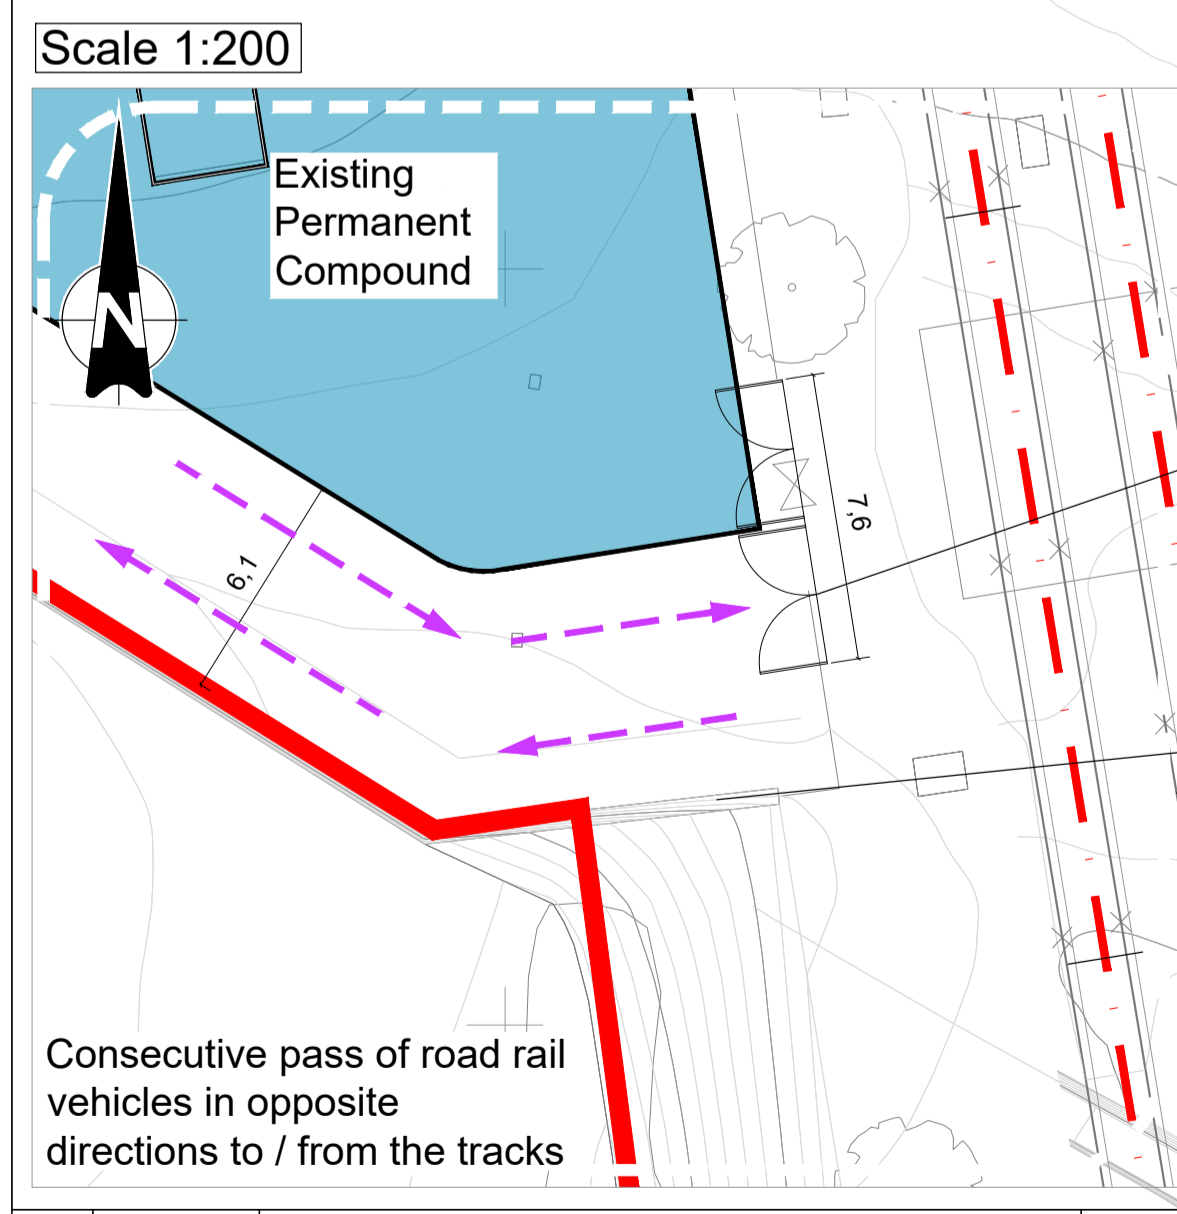 Scale 1:200
Existing
Permanent
Compound
N
7,6
6,1
Consecutive pass of road rail
vehicles in opposite
directions to / from the tracks